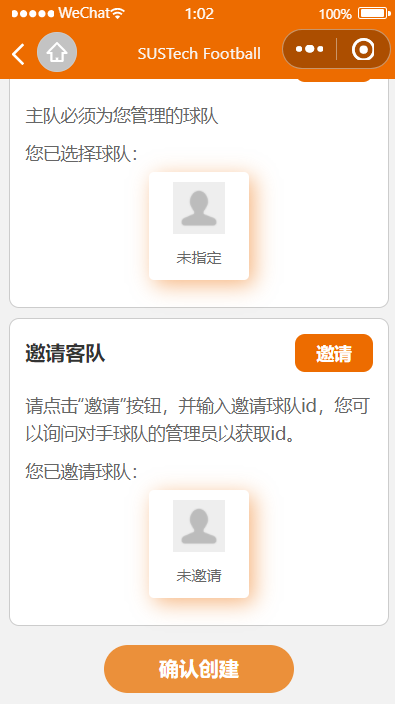 WeChat 1:02 100%
SUSTech Football
主队必须为您管理的球队
您已选择球队：
未指定
邀请客队 邀请
请点击“邀请”按钮，并输入邀请球队id，您可
以询问对手球队的管理员以获取id。
您已邀请球队：
未邀请
确认创建